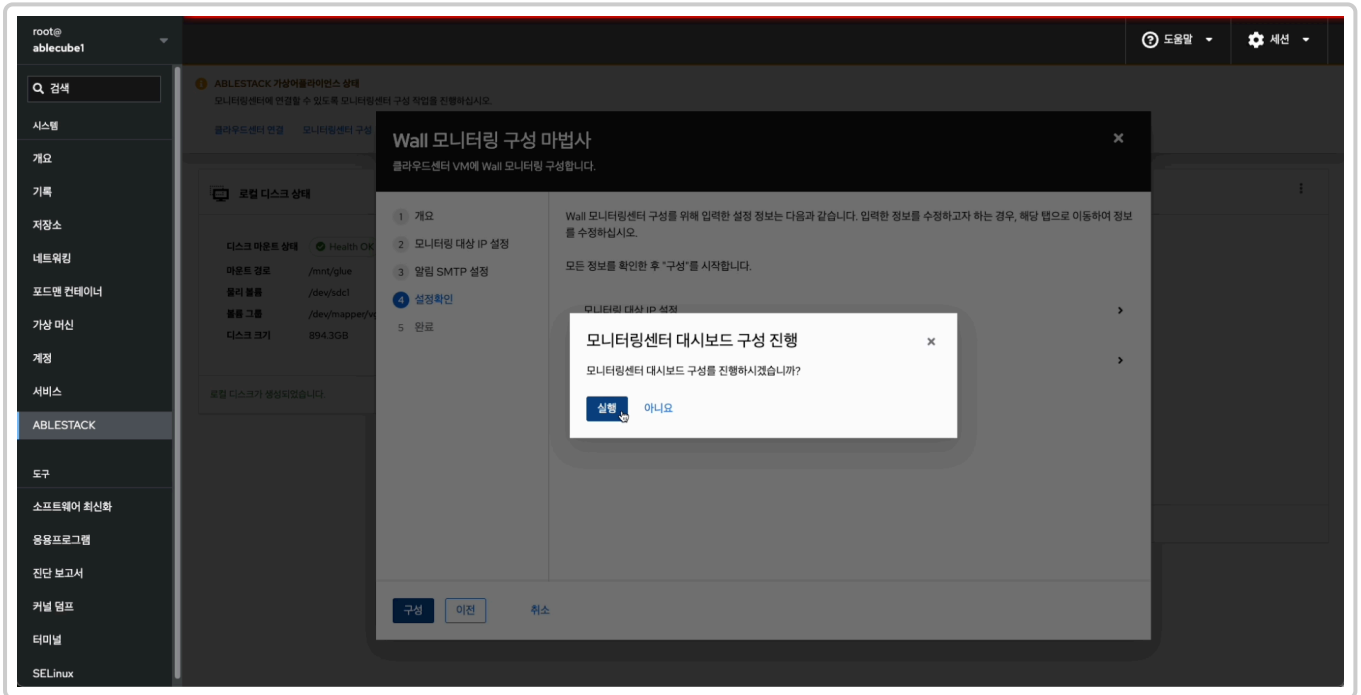 root@
ablecube1
도움말
세션
검색
시스템
개요
기록
저장소
네트워킹
포드맨 컨테이너
가상 머신
계정
서비스
ABLESTACK
도구
소프트웨어 최신화
응용프로그램
진단 보고서
커널 덤프
터미널
SELinux
ABLESTACK 가상어플라이언스 상태
모니터링센터에 연결할 수 있도록 모니터링센터 구성 작업을 진행하십시오.
클라우드센터 연결 모니터링센터 구성
로컬 디스크 상태
디스크 마운트 상태 Health OK
마운트 경로 /mnt/glue
물리 볼륨 /dev/sdc1
볼륨 그룹 /dev/mapper/v
디스크 크기 894.3GB
로컬 디스크가 생성되었습니다.
Wall 모니터링 구성 마법사
클라우드센터 VM에 Wall 모니터링 구성합니다.
1 개요
2 모니터링 대상 IP 설정
3 알림 SMTP 설정
4 설정확인
5 완료
Wall 모니터링센터 구성를 위해 입력한 설정 정보는 다음과 같습니다. 입력한 정보를 수정하고자 하는 경우, 해당 탭으로 이동하여 정보
를 수정하십시오.
모든 정보를 확인한 후 "구성"를 시작합니다.
모니터링 대상 IP 설정
모니터링센터 대시보드 구성 진행
모니터링센터 대시보드 구성를 진행하시겠습니까?
실행 아니요
구성 이전 취소